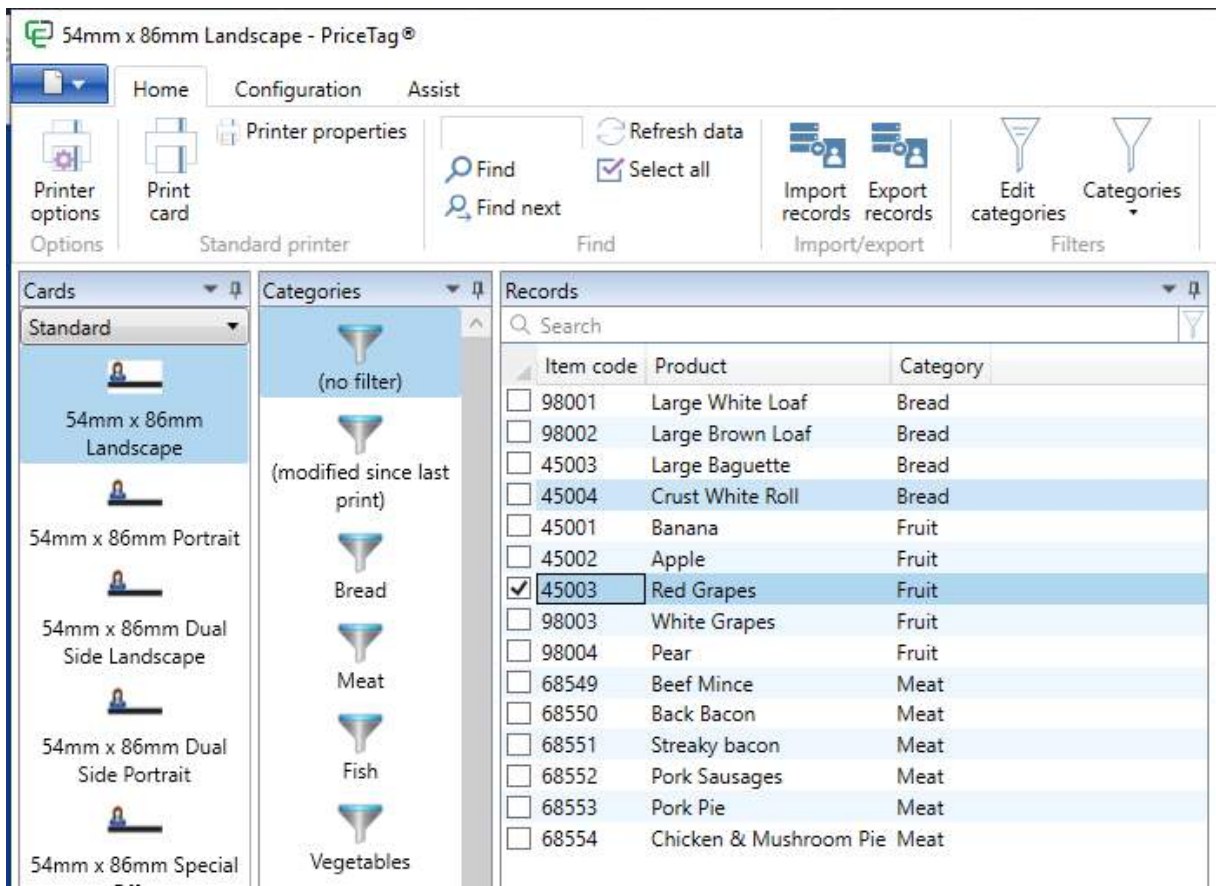 54mm x 86mm Landscape - PriceTag®
Home Configuration Assist
Printer options
Print card
Printer properties
Find
Find next
Refresh data
Select all
Import records
Export records
Edit categories
Categories
Options Standard printer Find Import/export Filters
Cards
Standard
54mm x 86mm
Landscape
54mm x 86mm Portrait
54mm x 86mm Dual
Side Landscape
54mm x 86mm Dual
Side Portrait
54mm x 86mm Special
Categories
(no filter)
(modified since last
print)
Bread
Meat
Fish
Vegetables
Records
Search
Item code Product Category
98001 Large White Loaf Bread
98002 Large Brown Loaf Bread
45003 Large Baguette Bread
45004 Crust White Roll Bread
45001 Banana Fruit
45002 Apple Fruit
45003 Red Grapes Fruit
98003 White Grapes Fruit
98004 Pear Fruit
68549 Beef Mince Meat
68550 Back Bacon Meat
68551 Streaky bacon Meat
68552 Pork Sausages Meat
68553 Pork Pie Meat
68554 Chicken & Mushroom Pie Meat